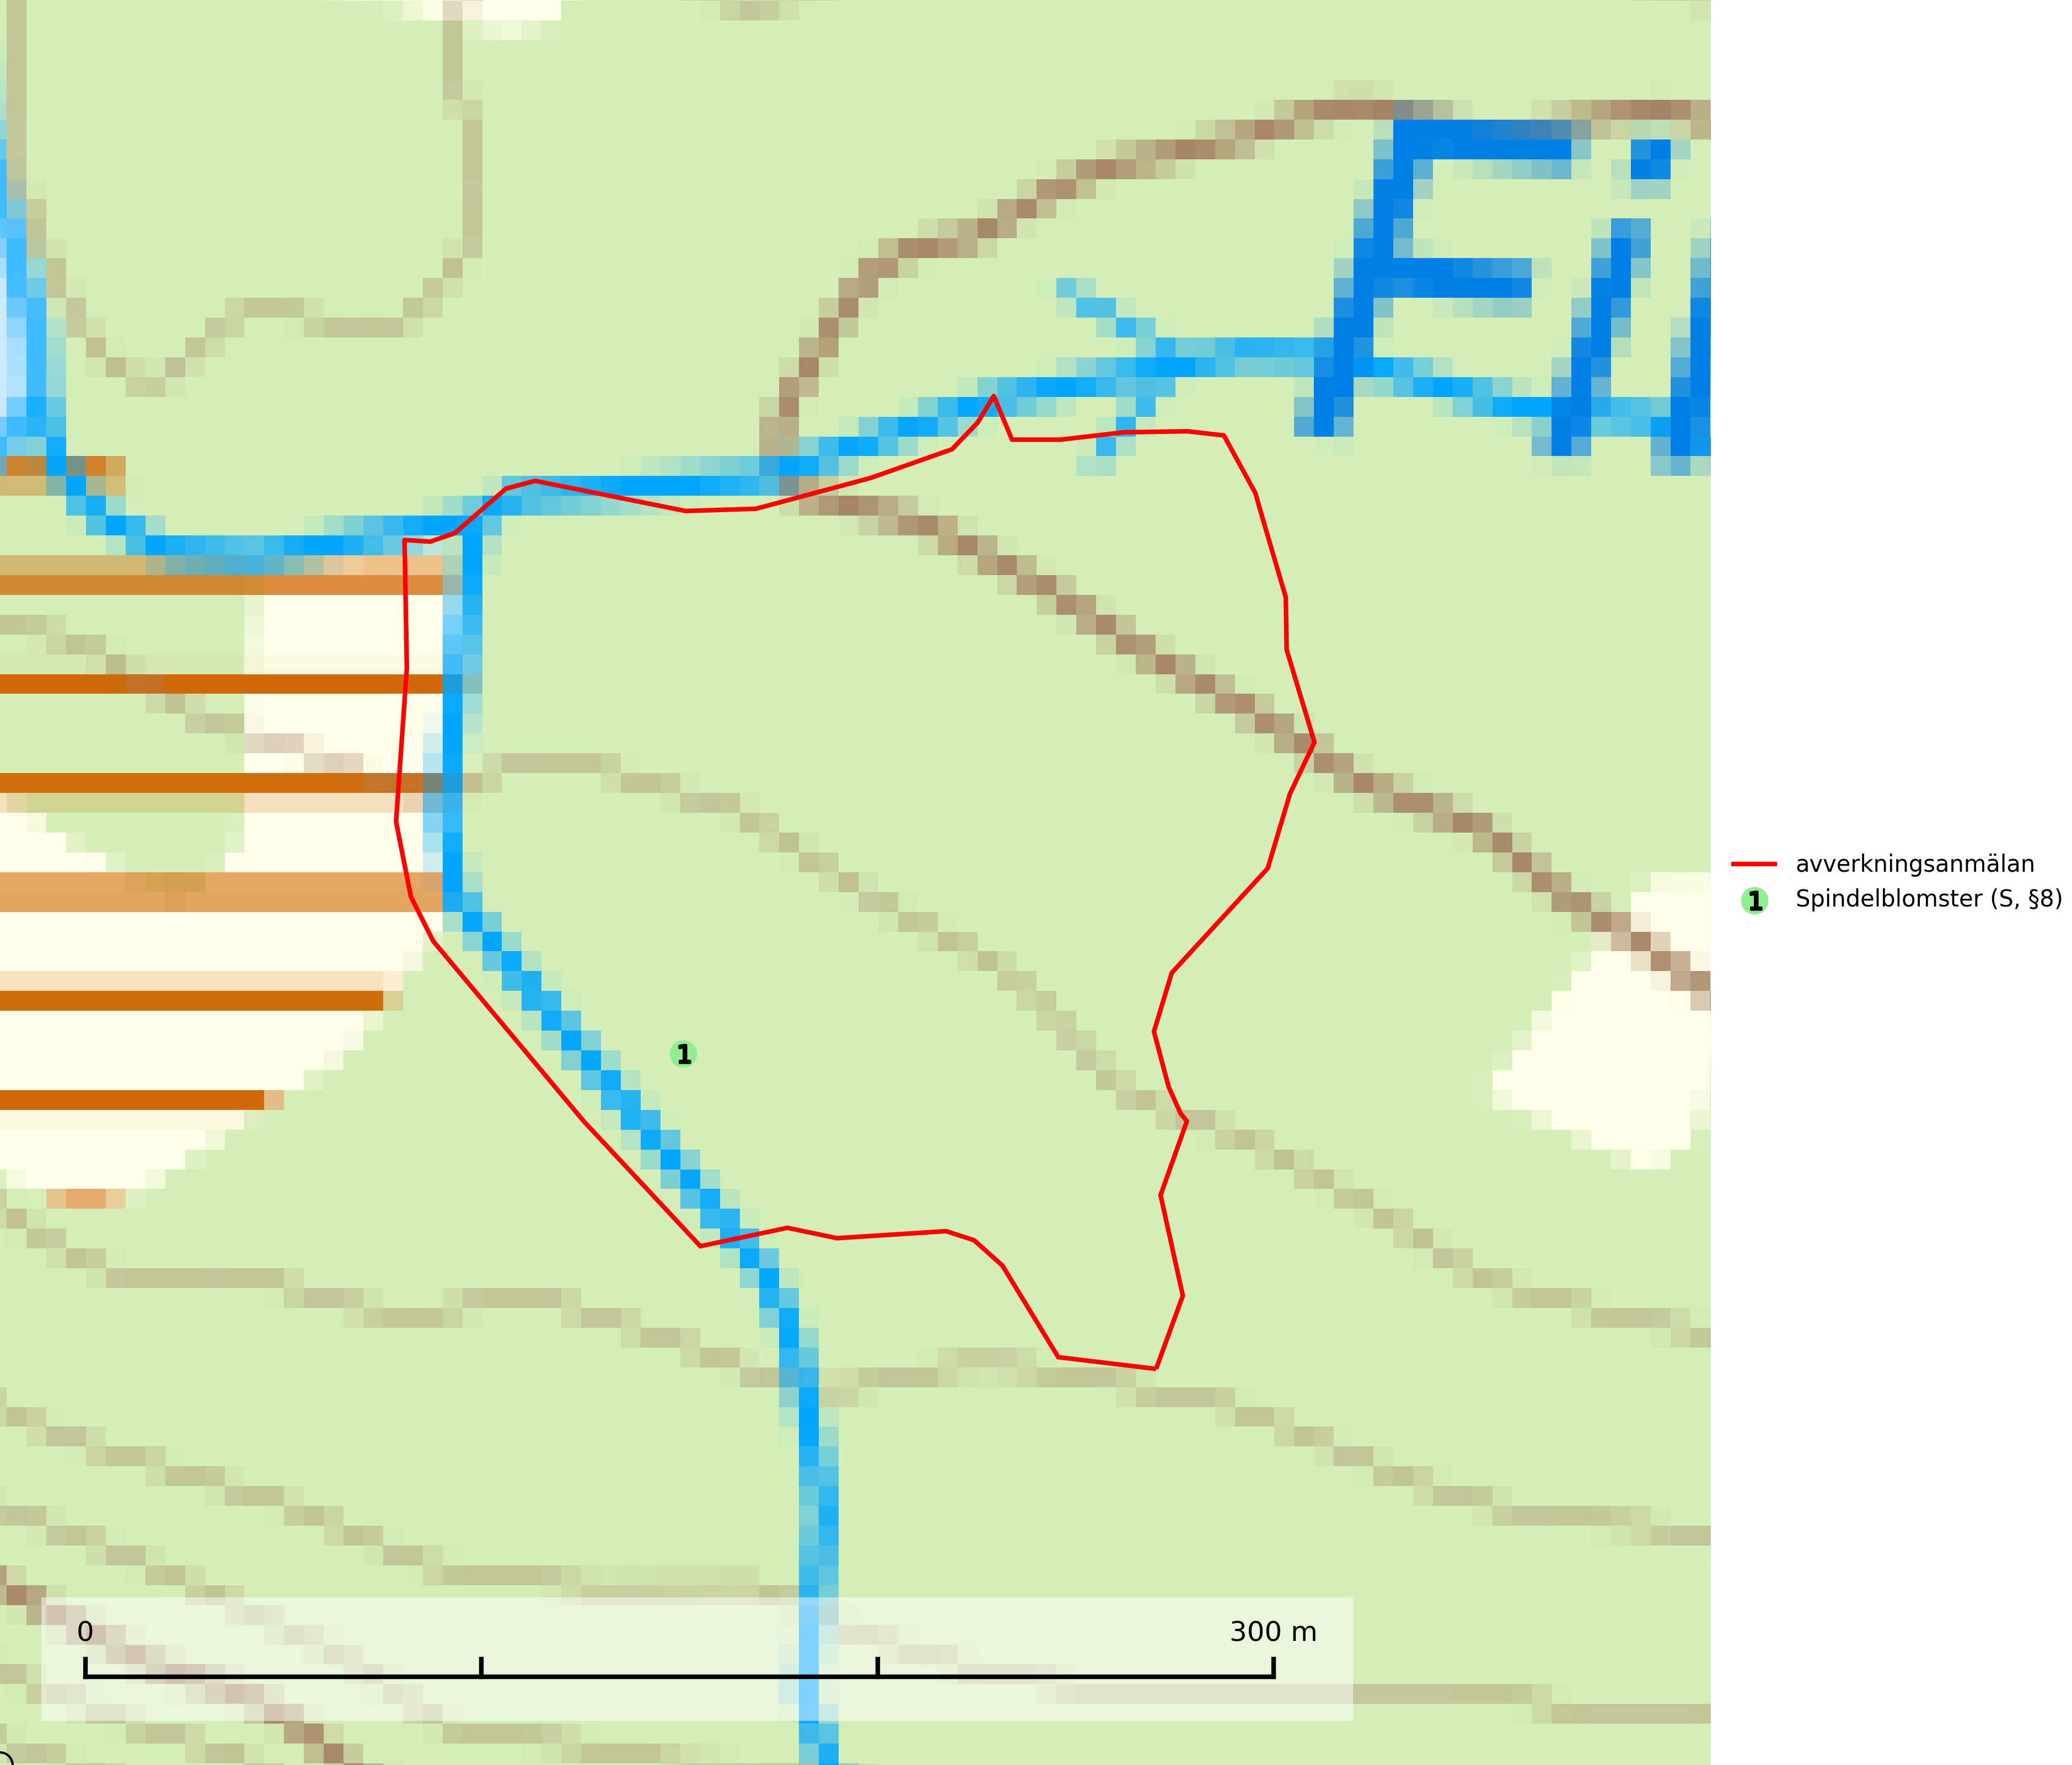 avverkningsanmälan
1 Spindelblomster (S, §8)
1
0 300 m